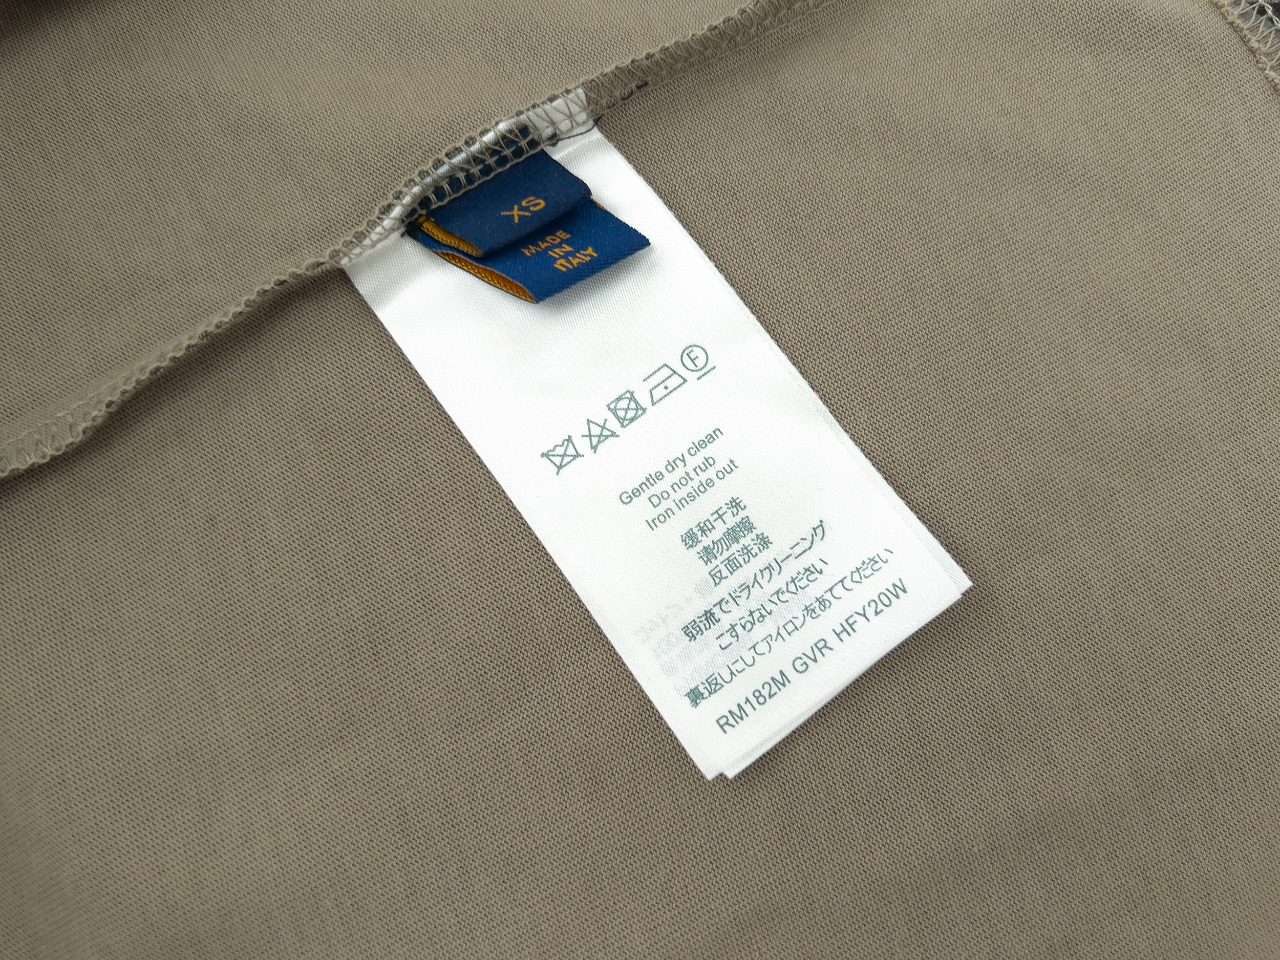 XS
MADE
IN
ITALY
F
Gentle dry clean
Do not rub
Iron inside out
缓和干洗
请勿摩擦
反面洗涤
弱流でドライクリーニング
こすらないでください
裏返しにしてアイロンをあててください
RM182M GVR HFY20W